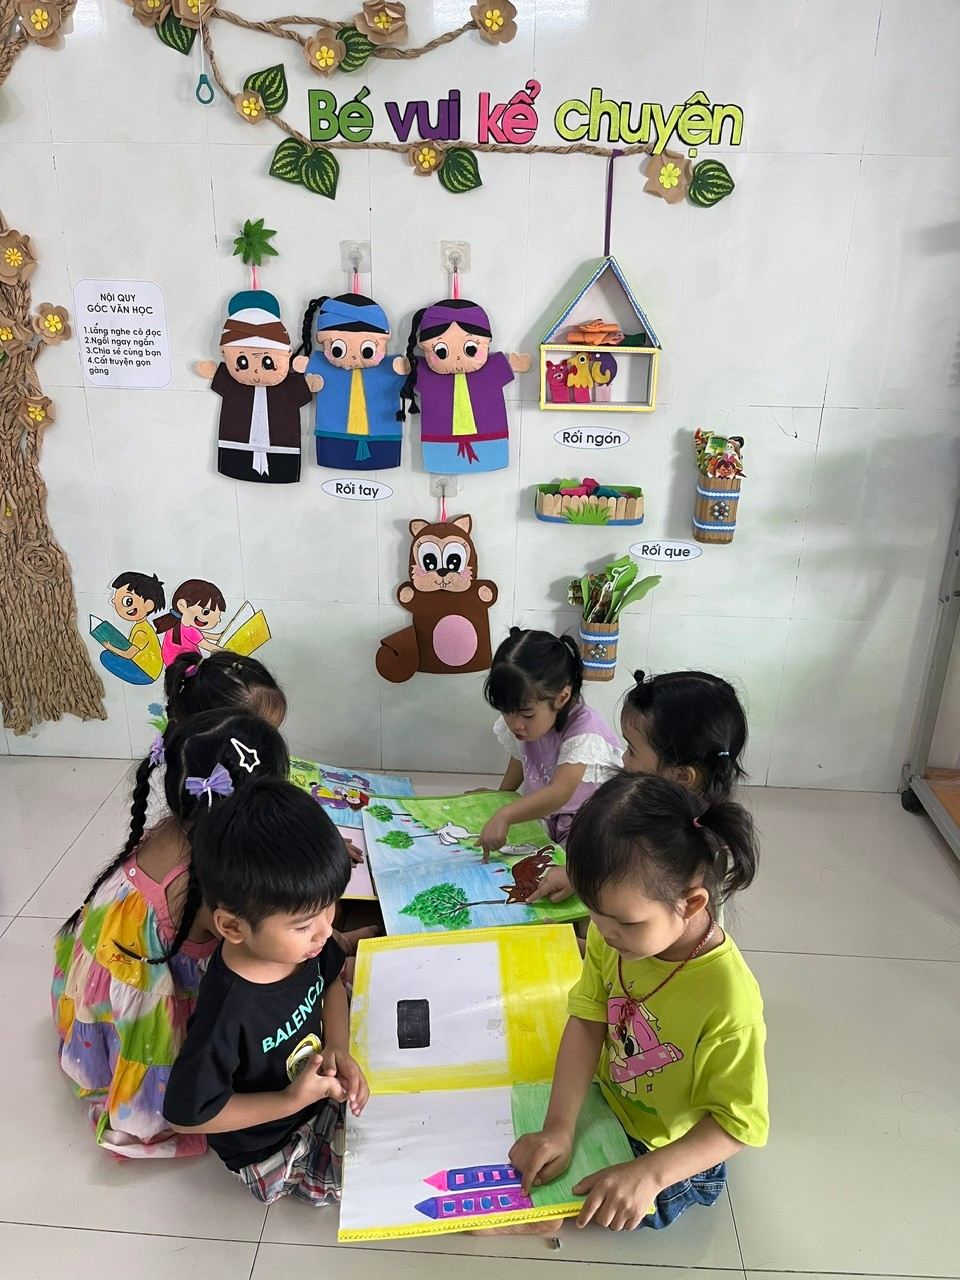 Bé vui kể chuyện
NỘI QUY
GÓC VĂN HỌC
1.Lắng nghe cô đọc
2.Ngồi ngay ngắn
3.Chia sẻ cùng bạn
4.Cất truyện gọn
gàng
Rối tay
Rối ngón
Rối que
BALENC